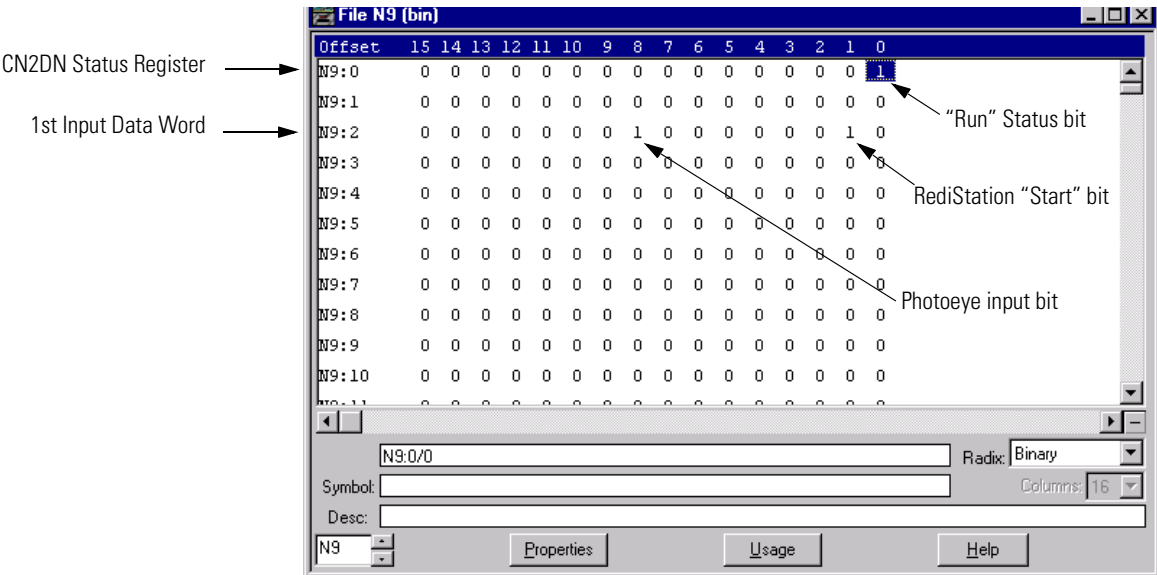 File N9 (bin)
Offset 15 14 13 12 11 10 9 8 7 6 5 4 3 2 1 0
CN2DN Status Register
N9:0 0 0 0 0 0 0 0 0 0 0 0 0 0 0 0 1
"Run" Status bit
N9:1 0 0 0 0 0 0 0 0 0 0 0 0 0 0 0 0
1st Input Data Word
N9:2 0 0 0 0 0 0 0 1 0 0 0 0 0 0 1 0
N9:3 0 0 0 0 0 0 0 0 0 0 0 0 0 0 0 0
RediStation "Start" bit
N9:4 0 0 0 0 0 0 0 0 0 0 0 0 0 0 0 0
N9:5 0 0 0 0 0 0 0 0 0 0 0 0 0 0 0 0
N9:6 0 0 0 0 0 0 0 0 0 0 0 0 0 0 0 0
N9:7 0 0 0 0 0 0 0 0 0 0 0 0 0 0 0 0
Photoeye input bit
N9:8 0 0 0 0 0 0 0 0 0 0 0 0 0 0 0 0
N9:9 0 0 0 0 0 0 0 0 0 0 0 0 0 0 0 0
N9:10 0 0 0 0 0 0 0 0 0 0 0 0 0 0 0 0
N9:0/0
Radix: Binary
Symbol:
Columns: 16
Desc:
N9
Properties
Usage
Help